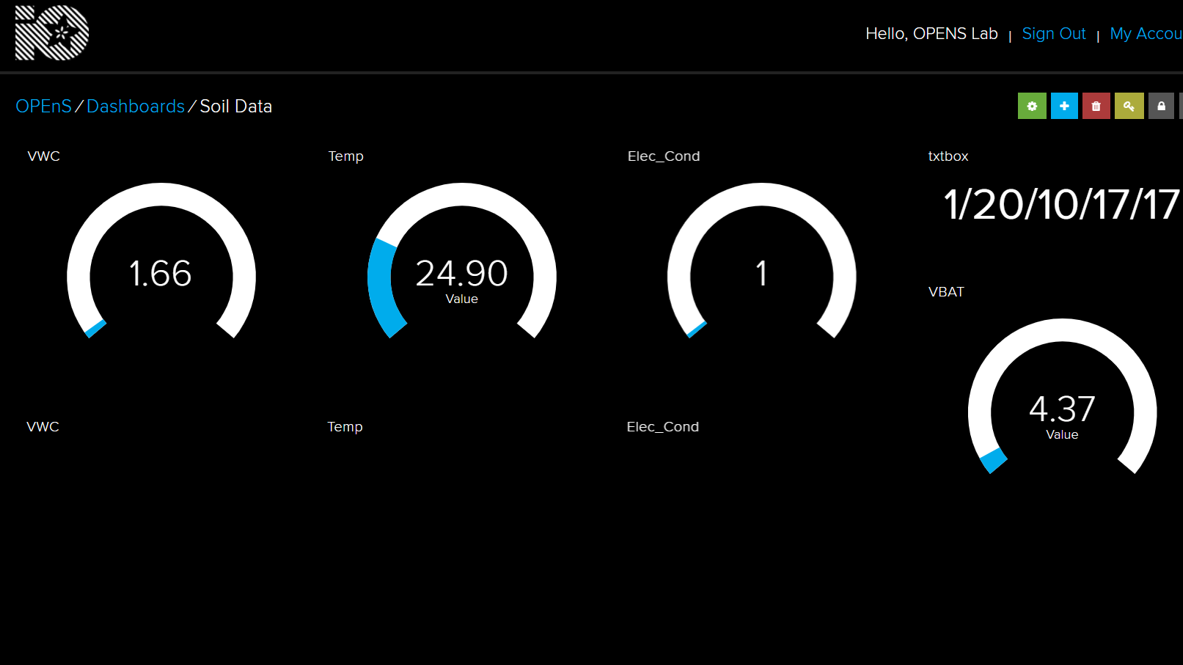 iO
Hello, OPENS Lab | Sign Out | My Accou
OPEnS / Dashboards / Soil Data
VWC
1.66
Temp
24.90
Value
Elec_Cond
1
txtbox
1/20/10/17/17
VBAT
4.37
Value
VWC
Temp
Elec_Cond